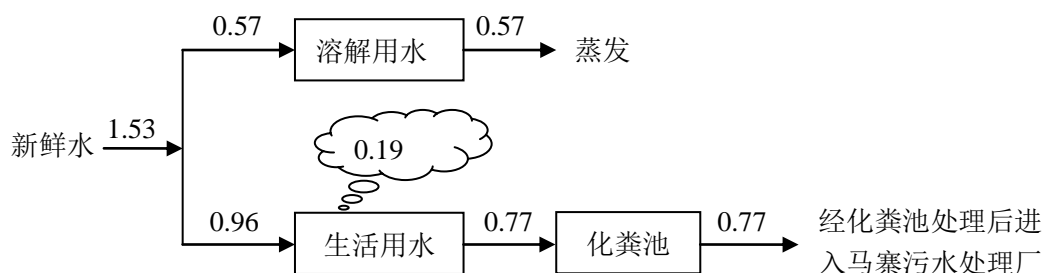 0.57
溶解用水
0.57
蒸发
新鲜水
1.53
0.19
0.96
生活用水
0.77
化粪池
0.77
经化粪池处理后进
入马寨污水处理厂